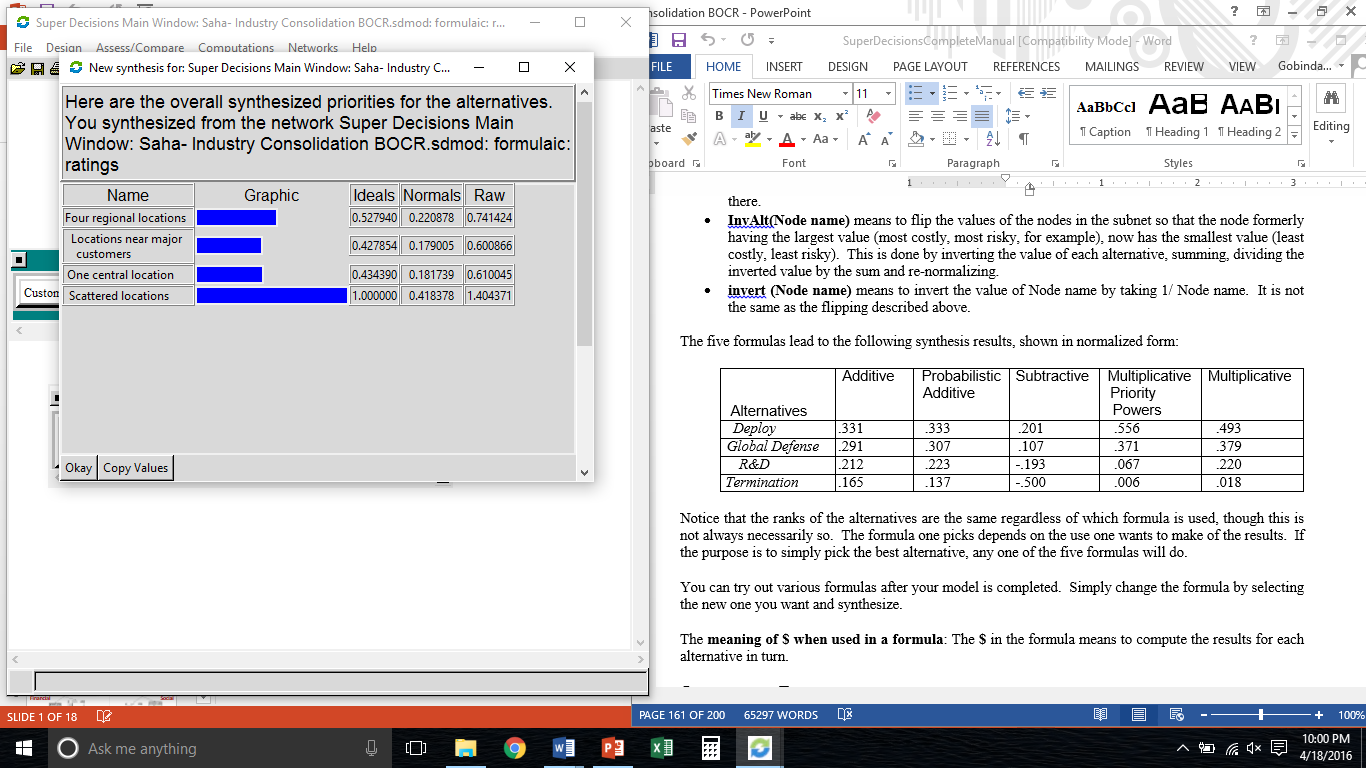 Super Decisions Main Window: Saha- Industry Consolidation BOCR.sdmod: formulaic: r...
File Design Assess/Compare Computations Networks Help
New synthesis for: Super Decisions Main Window: Saha- Industry C...
Here are the overall synthesized priorities for the alternatives.
You synthesized from the network Super Decisions Main
Window: Saha- Industry Consolidation BOCR.sdmod: formulaic:
ratings
Name Graphic Ideals Normals Raw
Four regional locations 0.527940 0.220878 0.741424
Locations near major
customers 0.427854 0.179005 0.600866
One central location 0.434390 0.181739 0.610045
Scattered locations 1.000000 0.418378 1.404371
Custom
Okay Copy Values
Financial Social
SLIDE 1 OF 18
nsolidation BOCR - PowerPoint
SuperDecisionsCompleteManual [Compatibility Mode] - Word
FILE HOME INSERT DESIGN PAGE LAYOUT REFERENCES MAILINGS REVIEW VIEW Gobinda...
Times New Roman 11
aste
B I U abc x₂ x²
A A Aa A A
AaBbCcI AaB AABI
¶ Caption ¶ Heading 1 ¶ Heading 2
Editing
pboard Font Paragraph Styles
1 1 2 3
there.
• InvAlt(Node name) means to flip the values of the nodes in the subnet so that the node formerly
having the largest value (most costly, most risky, for example), now has the smallest value (least
costly, least risky). This is done by inverting the value of each alternative, summing, dividing the
inverted value by the sum and re-normalizing.
• invert (Node name) means to invert the value of Node name by taking 1/ Node name. It is not
the same as the flipping described above.
The five formulas lead to the following synthesis results, shown in normalized form:
Alternatives Additive Probabilistic Additive Subtractive Multiplicative Priority Powers Multiplicative
Deploy .331 .333 .201 .556 .493
Global Defense .291 .307 .107 .371 .379
R&D .212 .223 -.193 .067 .220
Termination .165 .137 -.500 .006 .018
Notice that the ranks of the alternatives are the same regardless of which formula is used, though this is
not always necessarily so. The formula one picks depends on the use one wants to make of the results. If
the purpose is to simply pick the best alternative, any one of the five formulas will do.
You can try out various formulas after your model is completed. Simply change the formula by selecting
the new one you want and synthesize.
The meaning of $ when used in a formula: The $ in the formula means to compute the results for each
alternative in turn.
PAGE 161 OF 200 65297 WORDS 100%
Ask me anything
10:00 PM
4/18/2016